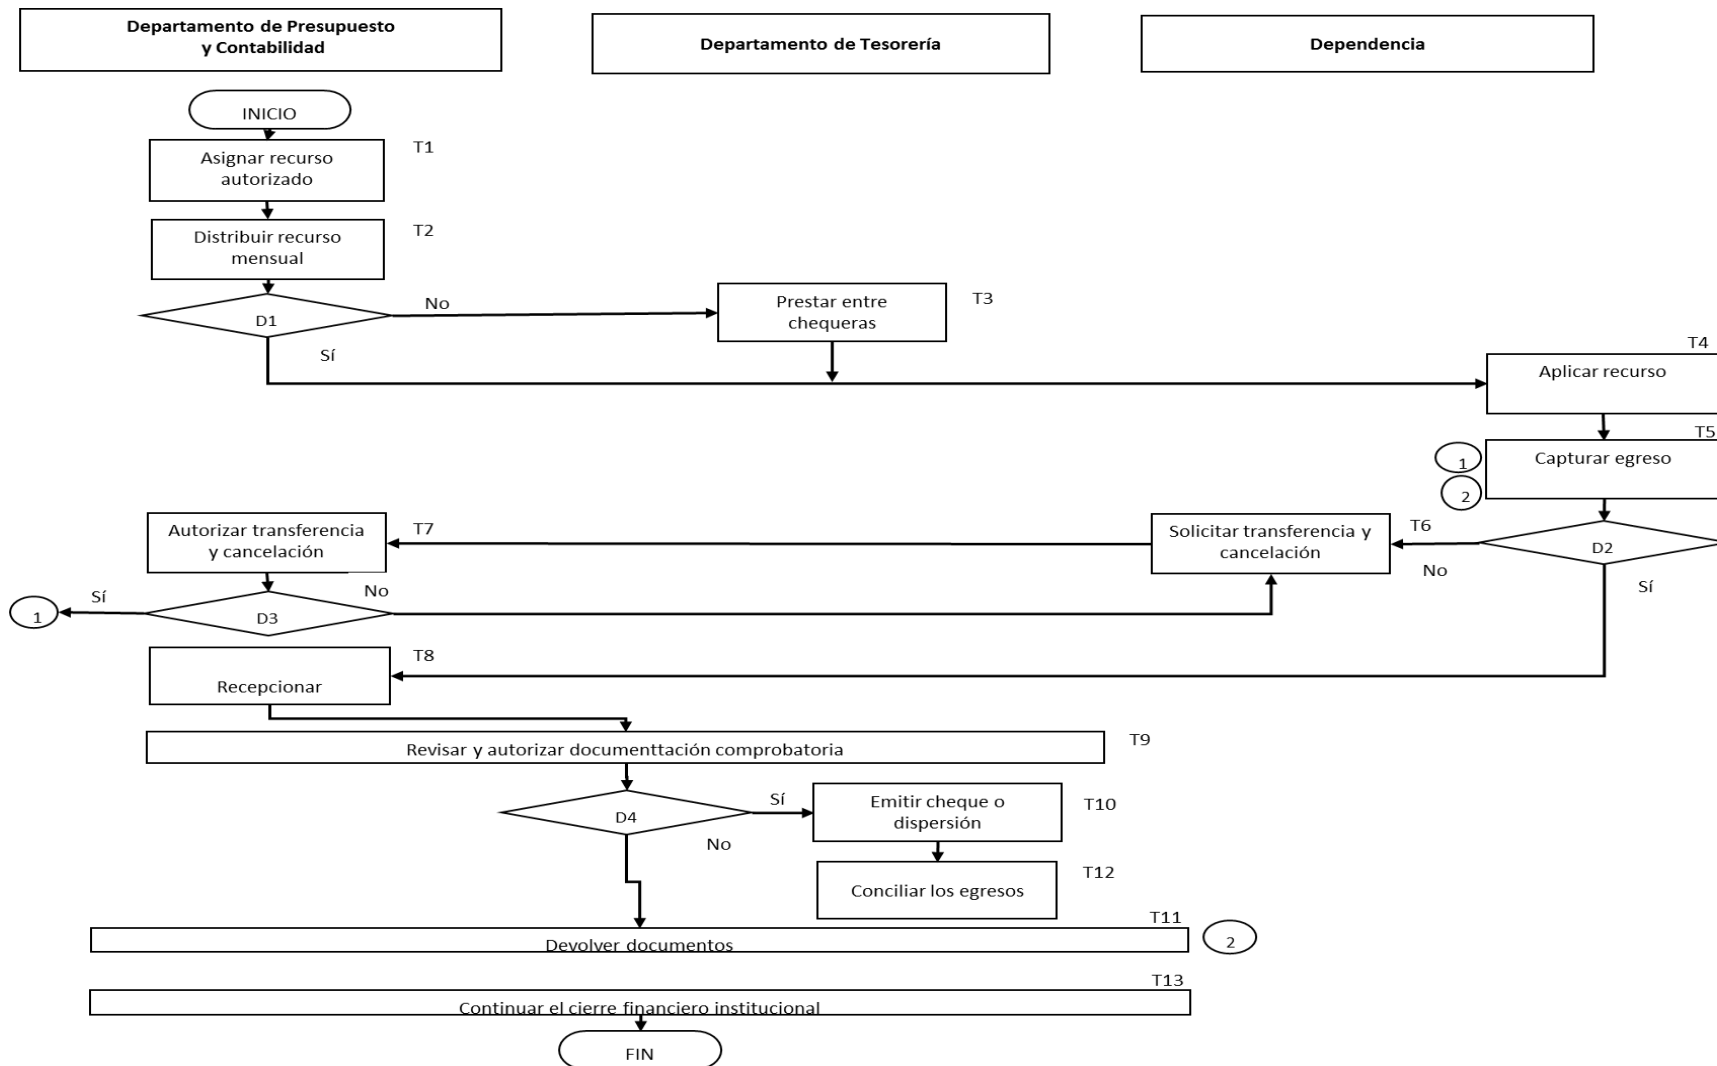 Departamento de Presupuesto
y Contabilidad
Departamento de Tesorería
Dependencia
INICIO
Asignar recurso
autorizado
T1
Distribuir recurso
mensual
T2
D1
No
Sí
Prestar entre
chequeras
T3
T4
Aplicar recurso
T5
Capturar egreso
1
2
D2
No
Sí
T6
Solicitar transferencia y
cancelación
T7
Autorizar transferencia
y cancelación
D3
Sí
No
1
T8
Recepcionar
Revisar y autorizar documenttación comprobatoria
T9
D4
Sí
No
Emitir cheque o
dispersión
T10
Conciliar los egresos
T12
T11
Devolver documentos
2
T13
Continuar el cierre financiero institucional
FIN